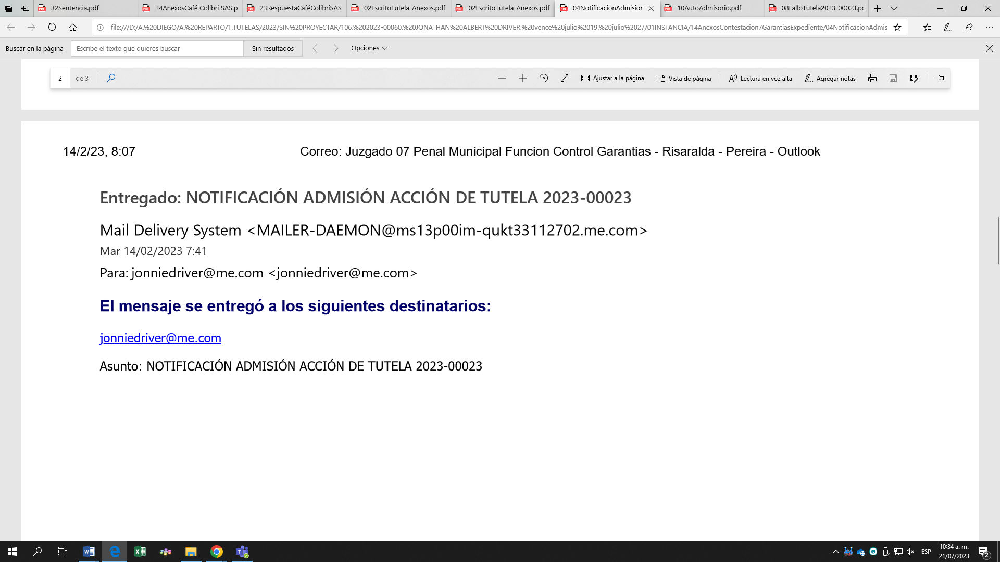 32Sentencia.pdf
24AnexosCafé Colibri SAS.p
23RespuestaCaféColibriSAS
02EscritoTutela-Anexos.pdf
02EscritoTutela-Anexos.pdf
04NotificacionAdmision
10AutoAdmisorio.pdf
08FalloTutela2023-00023.pd
file:///D:/A.%20DIEGO/A.%20REPARTO/1.TUTELAS/2023/SIN%20PROYECTAR/106.%202023-00060.%20JONATHAN%20ALBERT%20DRIVER.%20vence%20julio%2019.%20julio%2027/01INSTANCIA/14AnexosContestacion7GarantiasExpediente/04NotificacionAdmis
Buscar en la página
Escribe el texto que quieres buscar
Sin resultados
Opciones
2 de 3
Ajustar a la página
Vista de página
Lectura en voz alta
Agregar notas
14/2/23, 8:07
Correo: Juzgado 07 Penal Municipal Funcion Control Garantias - Risaralda - Pereira - Outlook
Entregado: NOTIFICACIÓN ADMISIÓN ACCIÓN DE TUTELA 2023-00023
Mail Delivery System <MAILER-DAEMON@ms13p00im-qukt33112702.me.com>
Mar 14/02/2023 7:41
Para: jonniedriver@me.com <jonniedriver@me.com>
El mensaje se entregó a los siguientes destinatarios:
jonniedriver@me.com
Asunto: NOTIFICACIÓN ADMISIÓN ACCIÓN DE TUTELA 2023-00023
ESP
10:34 a. m.
21/07/2023
2